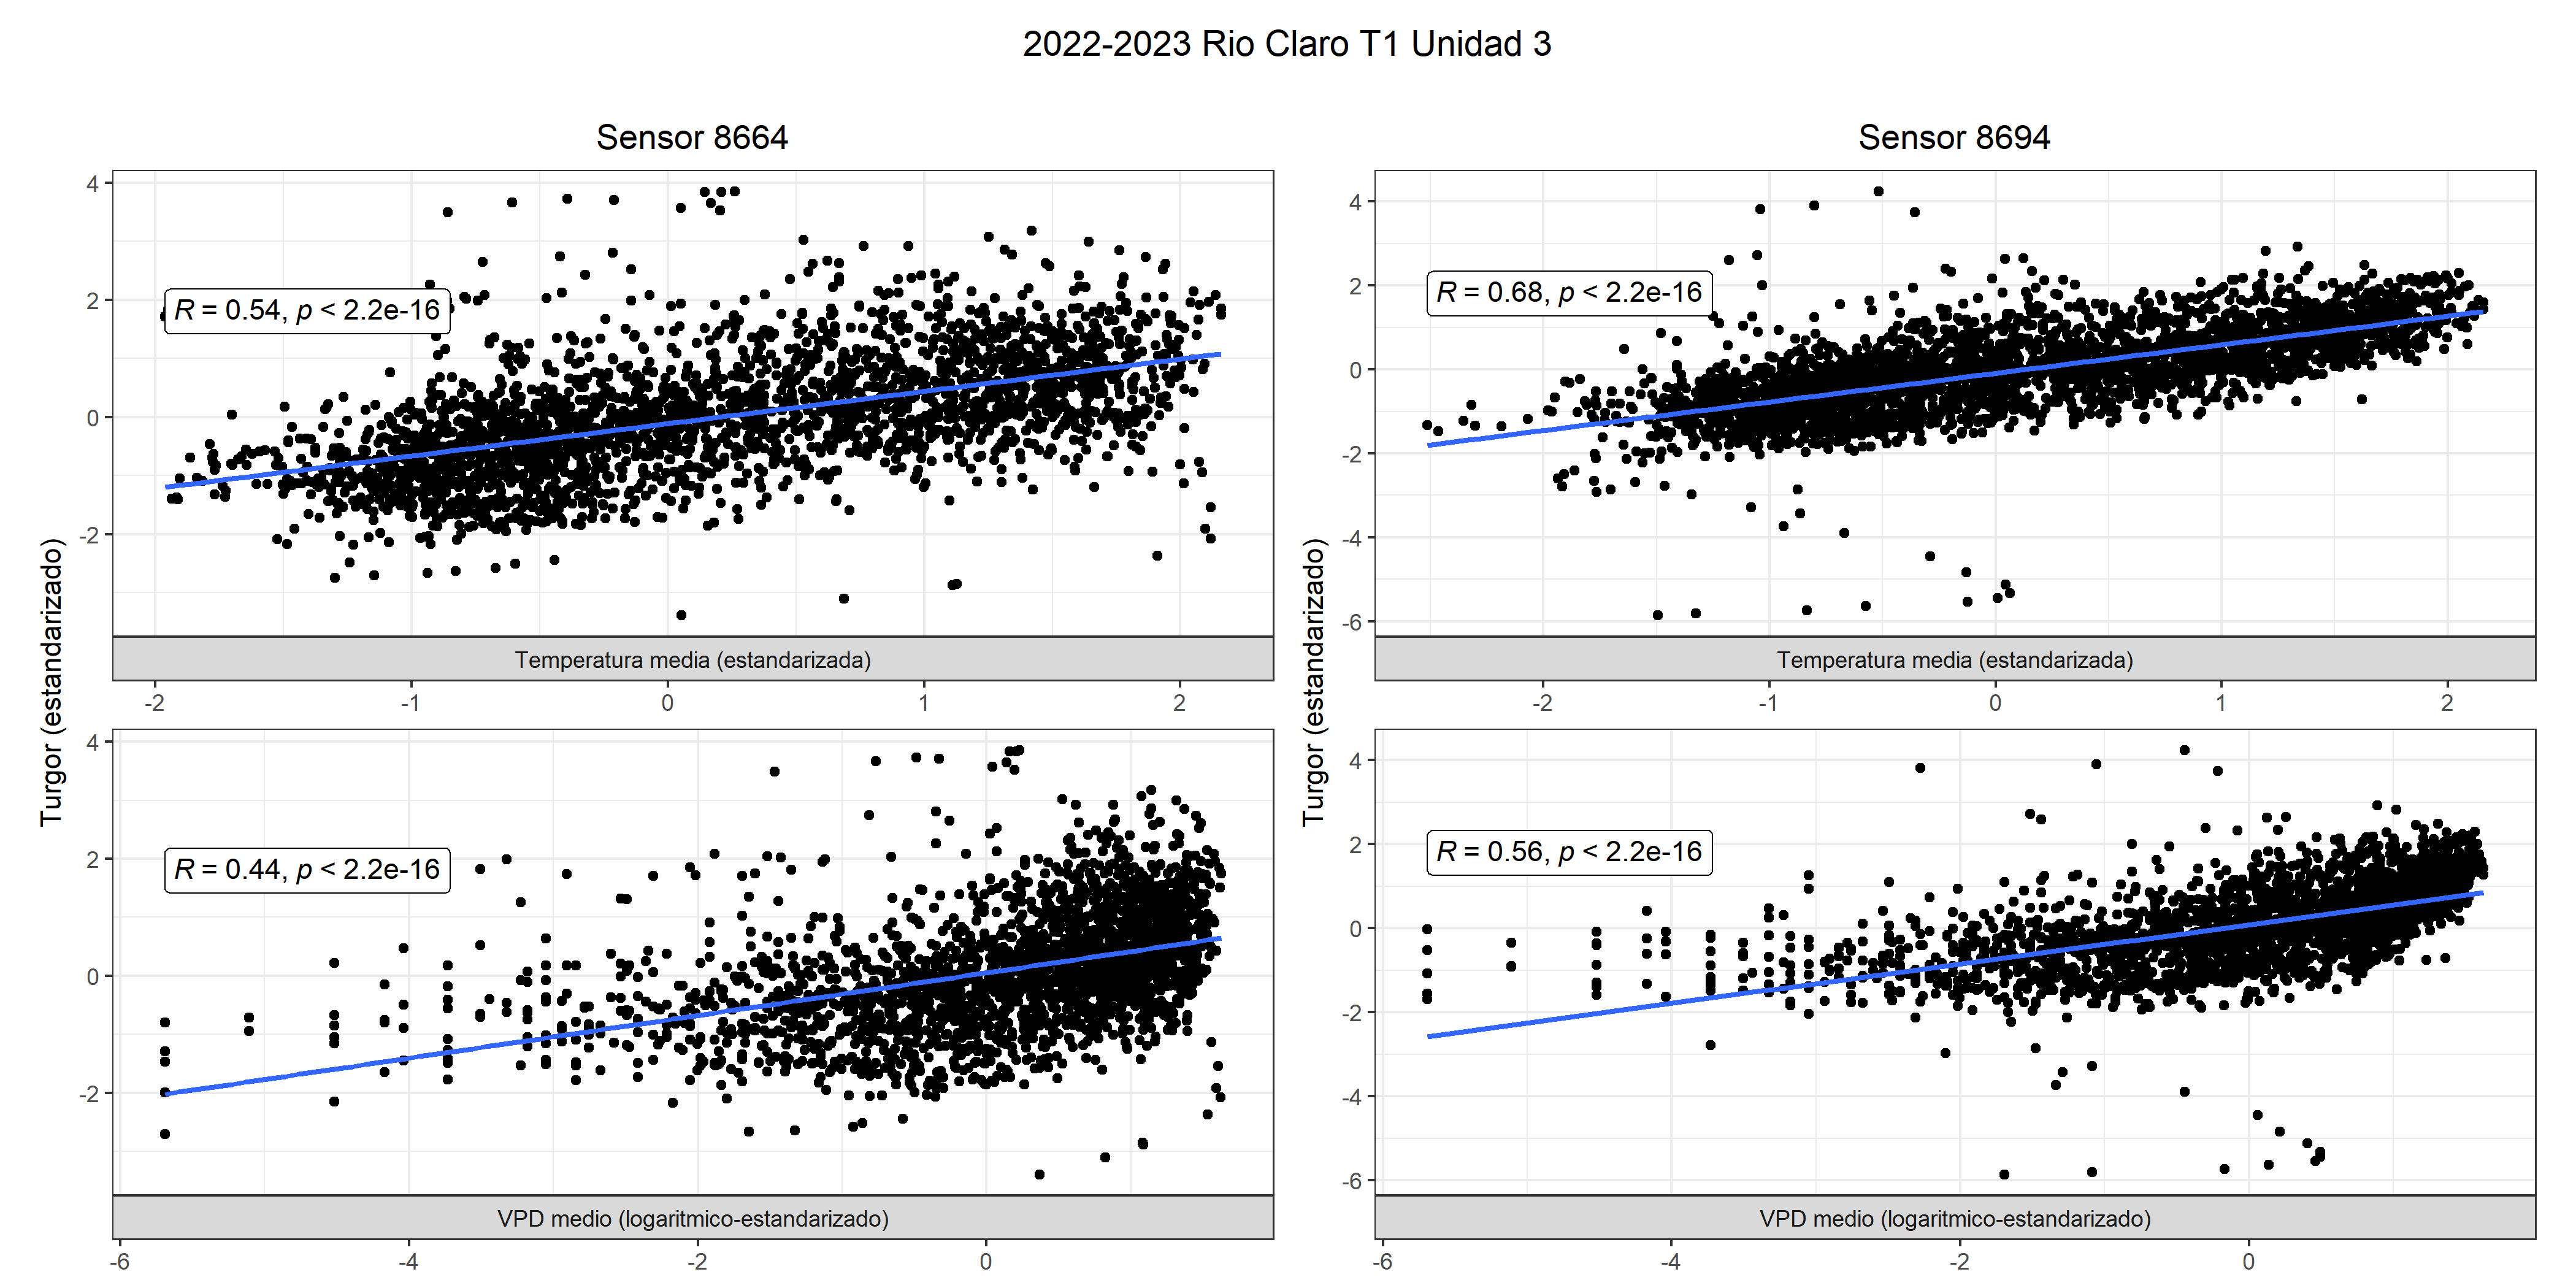 2022-2023 Rio Claro T1 Unidad 3
Sensor 8664
Sensor 8694
Turgor (estandarizado)
4
2
0
-2
R = 0.54, p < 2.2e-16
Temperatura media (estandarizada)
-2 -1 0 1 2
4
2
0
-2
R = 0.44, p < 2.2e-16
VPD medio (logaritmico-estandarizado)
-6 -4 -2 0
Turgor (estandarizado)
4
2
0
-2
-4
-6
R = 0.68, p < 2.2e-16
Temperatura media (estandarizada)
-2 -1 0 1 2
4
2
0
-2
-4
-6
R = 0.56, p < 2.2e-16
VPD medio (logaritmico-estandarizado)
-6 -4 -2 0